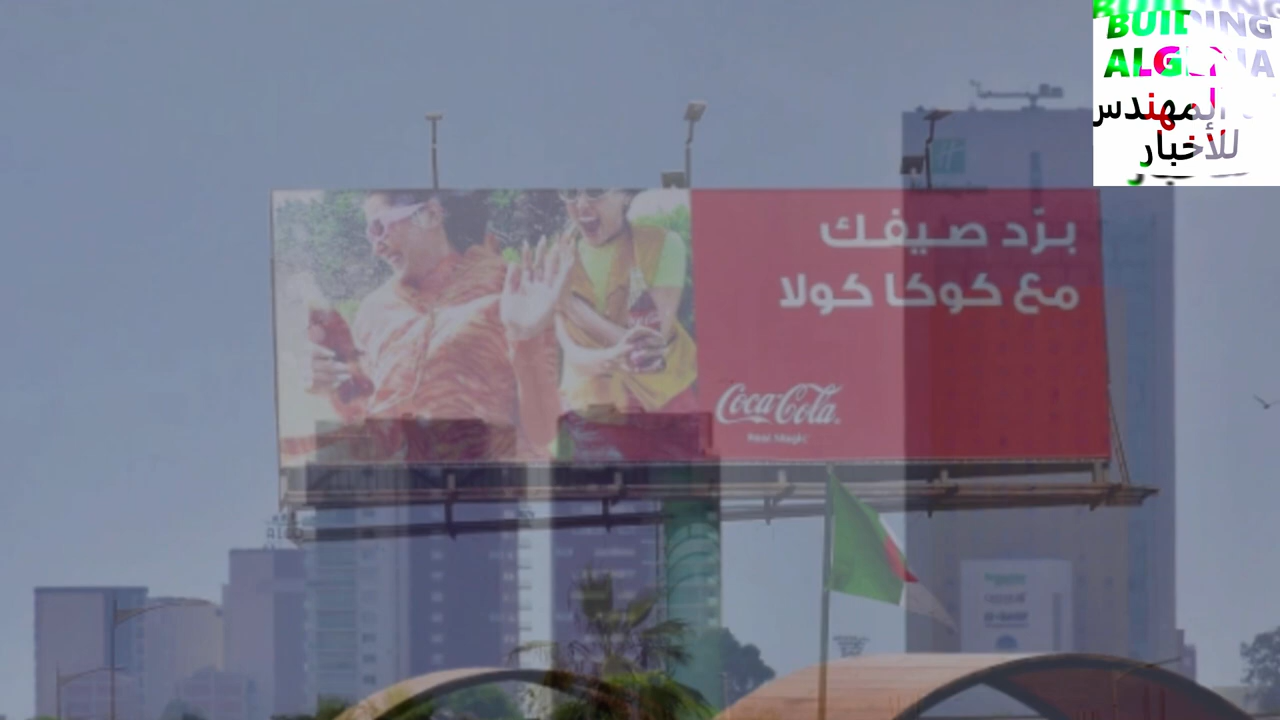 BUILDING
ALGERIA
المهندس
للأخبار
برّد صيفك
مع كوكا كولا
Coca-Cola
Real Magic